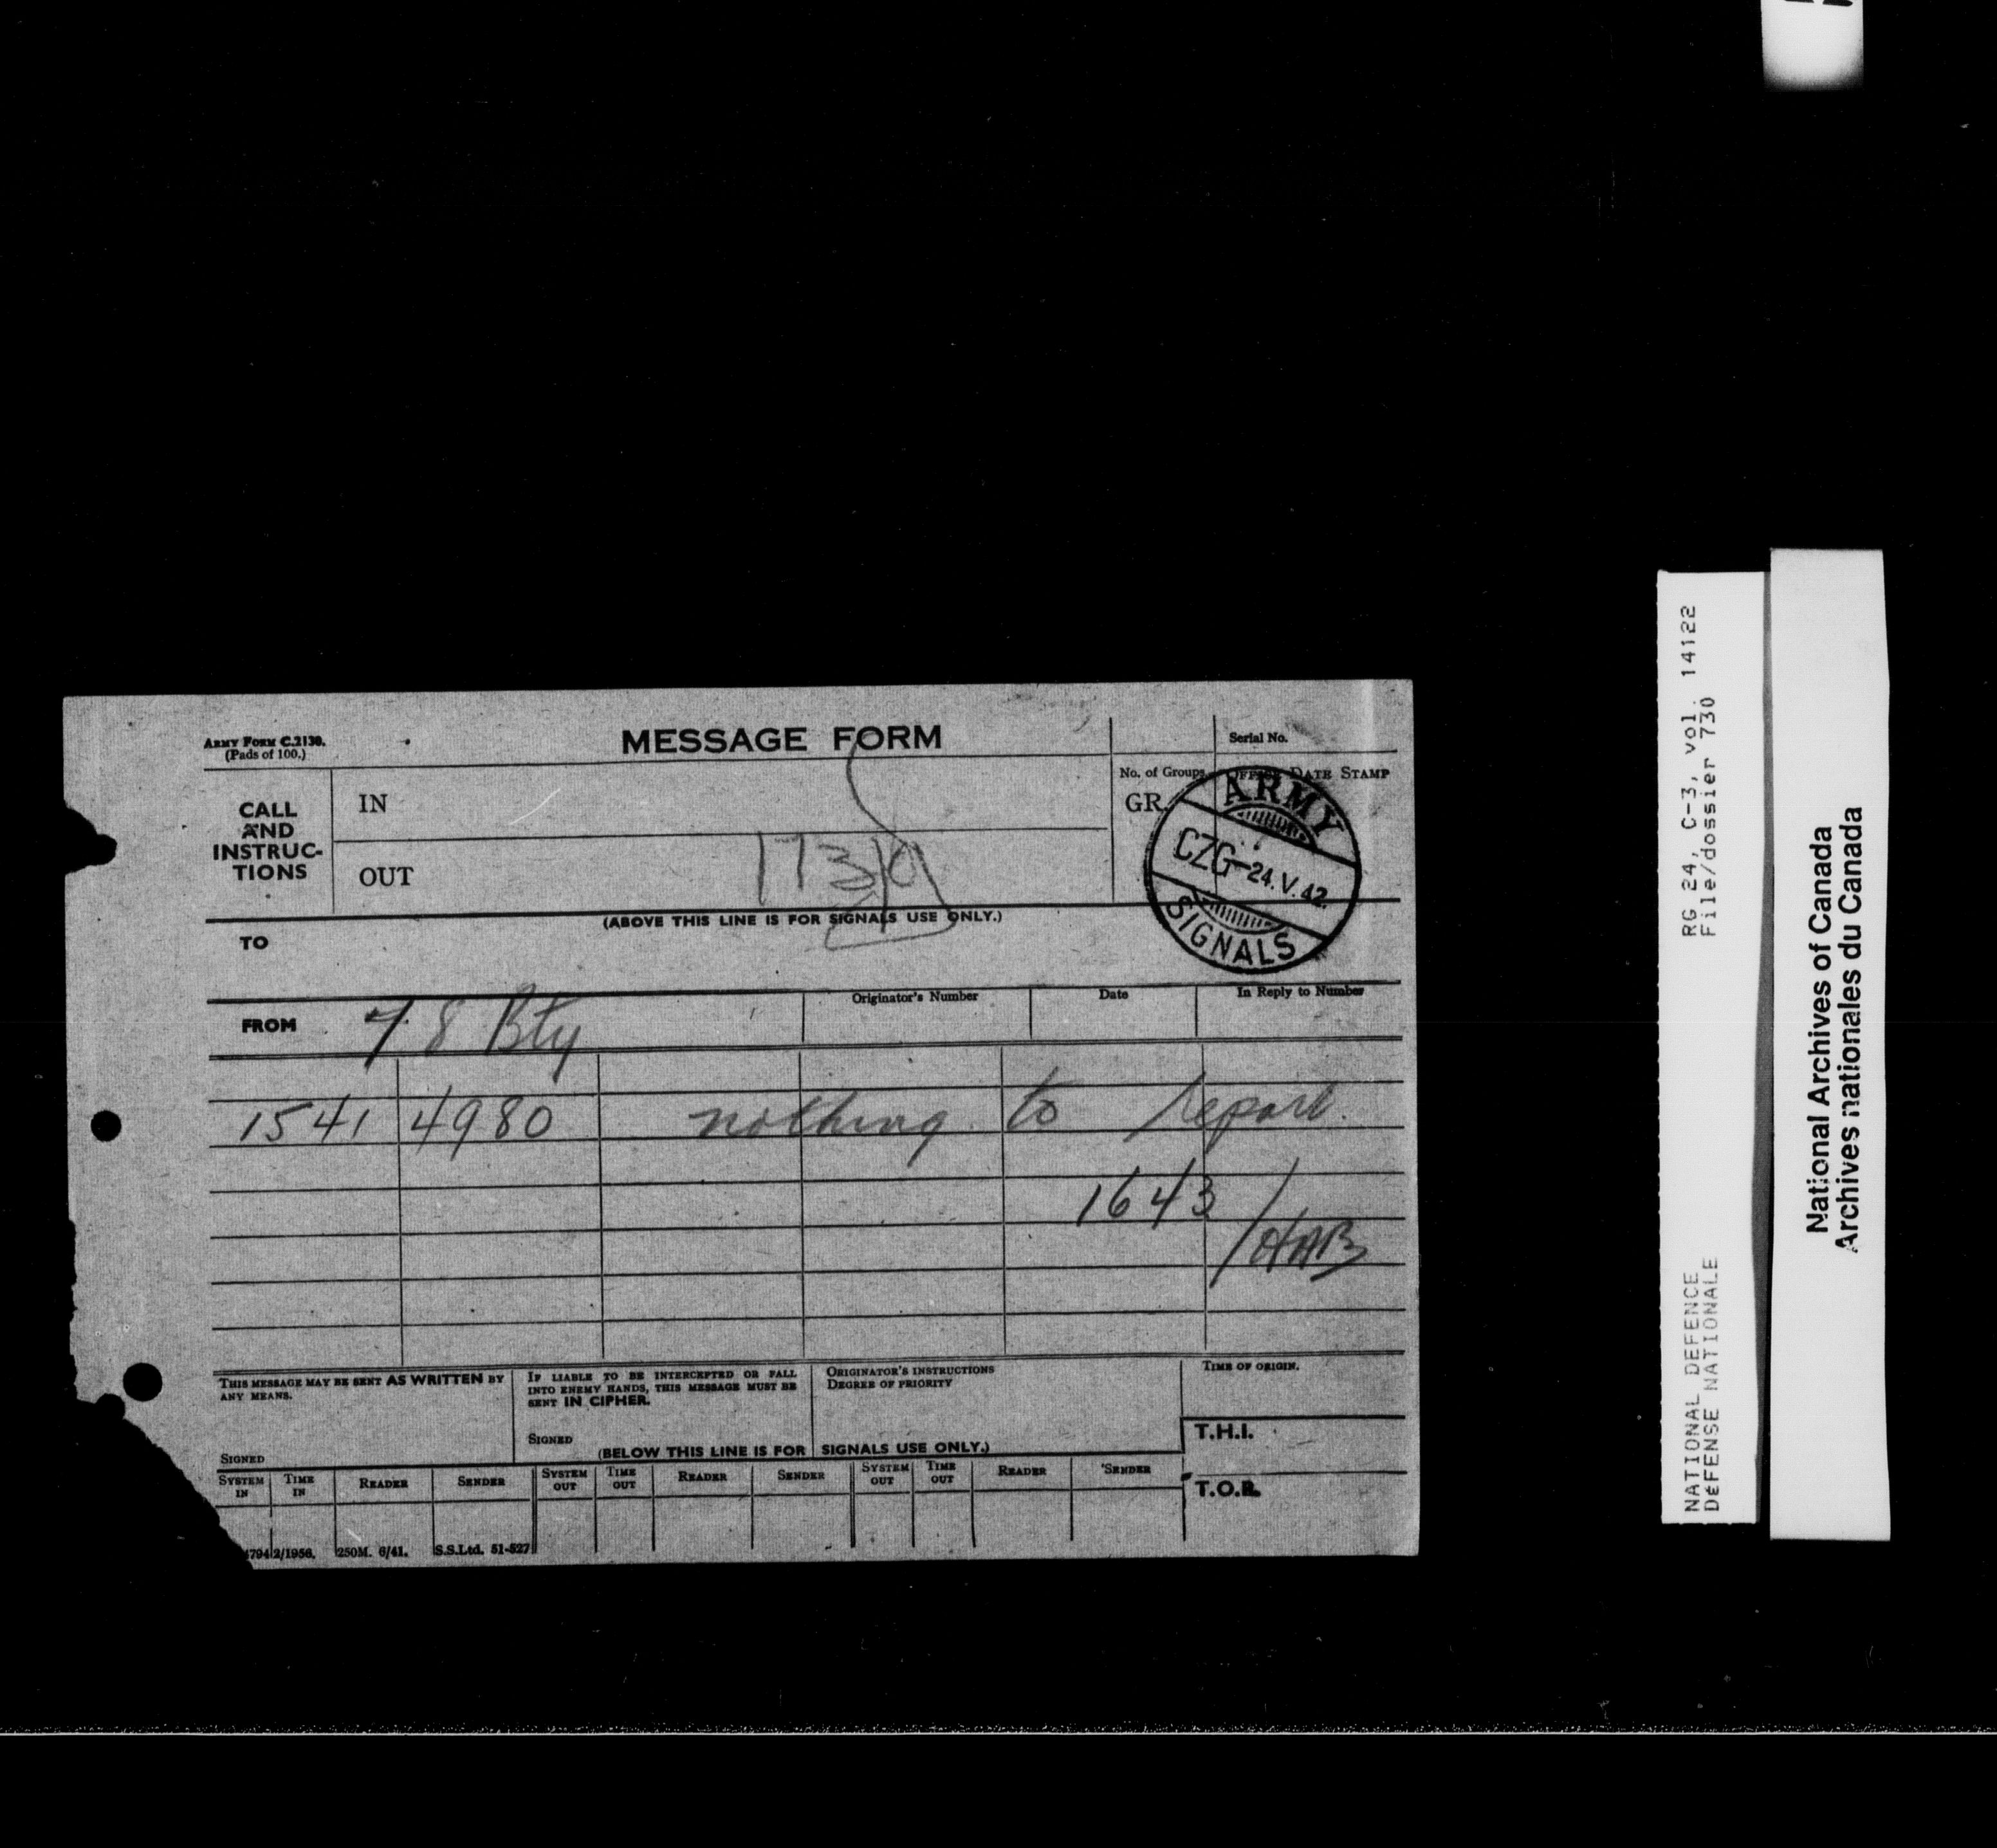 ARMY FORM C.2130.
(Pads of 100.)
MESSAGE FORM
Serial No.
CALL
AND
INSTRUC-
TIONS
IN
OUT
No. of Groups
GR.
OFFICE DATE STAMP
ARMY
CZG 24.V.42.
SIGNALS
(ABOVE THIS LINE IS FOR SIGNALS USE ONLY.)
TO
FROM 78 Bty
Originator's Number
Date
In Reply to Number
1541 4980 nothing to report.
1643
HAB
THIS MESSAGE MAY BE SENT AS WRITTEN BY
ANY MEANS.
SIGNED
IF LIABLE TO BE INTERCEPTED OR FALL
INTO ENEMY HANDS, THIS MESSAGE MUST BE
SENT IN CIPHER.
SIGNED
ORIGINATOR'S INSTRUCTIONS
DEGREE OF PRIORITY
TIME OF ORIGIN.
T.H.I.
T.O.R.
(BELOW THIS LINE IS FOR SIGNALS USE ONLY.)
SYSTEM IN TIME IN READER SENDER SYSTEM OUT TIME OUT READER SENDER SYSTEM OUT TIME OUT READER SENDER
2/1956. 250M. 6/41. S.S.Ltd. 51-527
RG 24, C-3, vol. 14122
File/dossier 730
NATIONAL DEFENCE
DÉFENSE NATIONALE
National Archives of Canada
Archives nationales du Canada